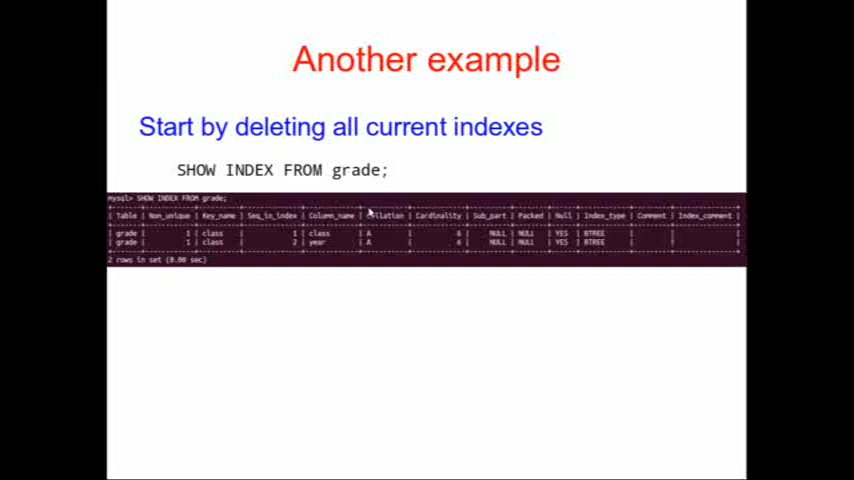 Another example
Start by deleting all current indexes
SHOW INDEX FROM grade;
mysql> SHOW INDEX FROM grade;
| Table | Non_unique | Key_name | Seq_in_index | Column_name | Collation | Cardinality | Sub_part | Packed | Null | Index_type | Comment | Index_comment |
| grade | 1 | class | 1 | class | A | 6 | NULL | NULL | YES | BTREE | | |
| grade | 1 | class | 2 | year | A | 6 | NULL | NULL | YES | BTREE | | |
2 rows in set (0.00 sec)